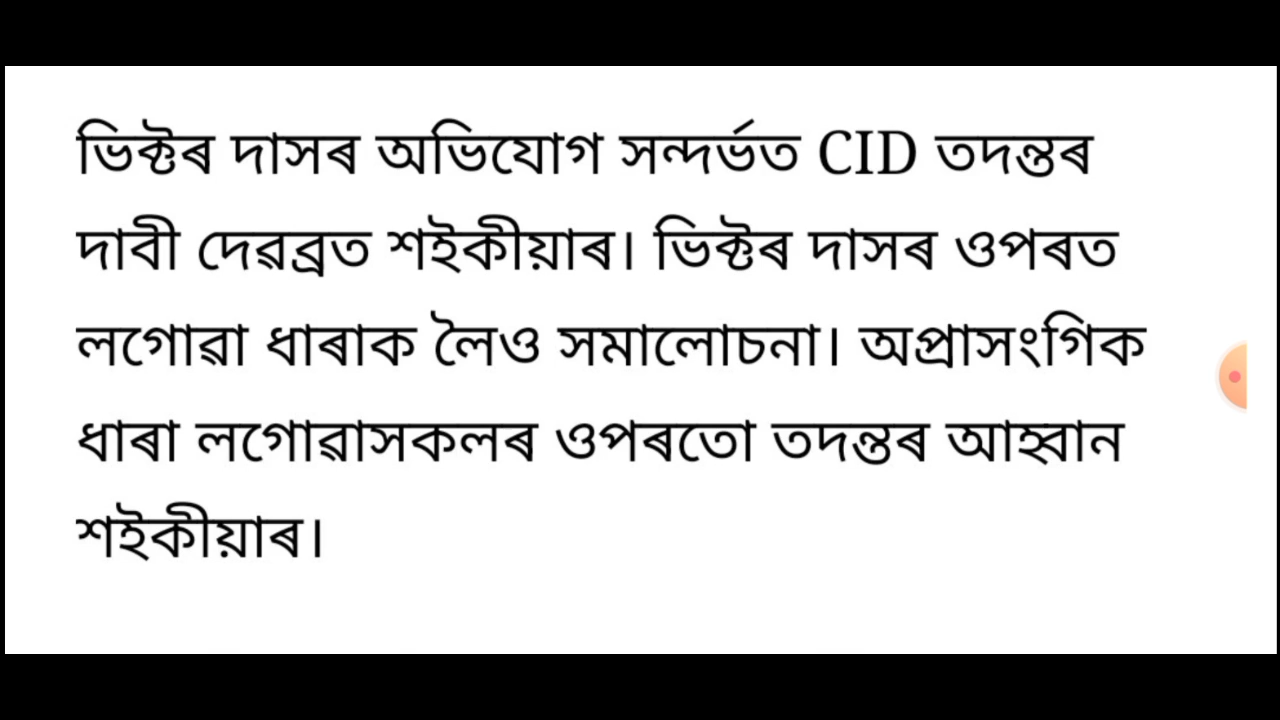 ভিক্টৰ দাসৰ অভিযোগ সন্দৰ্ভত CID তদন্তৰ
দাবী দেৱব্ৰত শইকীয়াৰ। ভিক্টৰ দাসৰ ওপৰত
লগোৱা ধাৰাক লৈও সমালোচনা। অপ্ৰাসংগিক
ধাৰা লগোৱাসকলৰ ওপৰতো তদন্তৰ আহ্বান
শইকীয়াৰ।